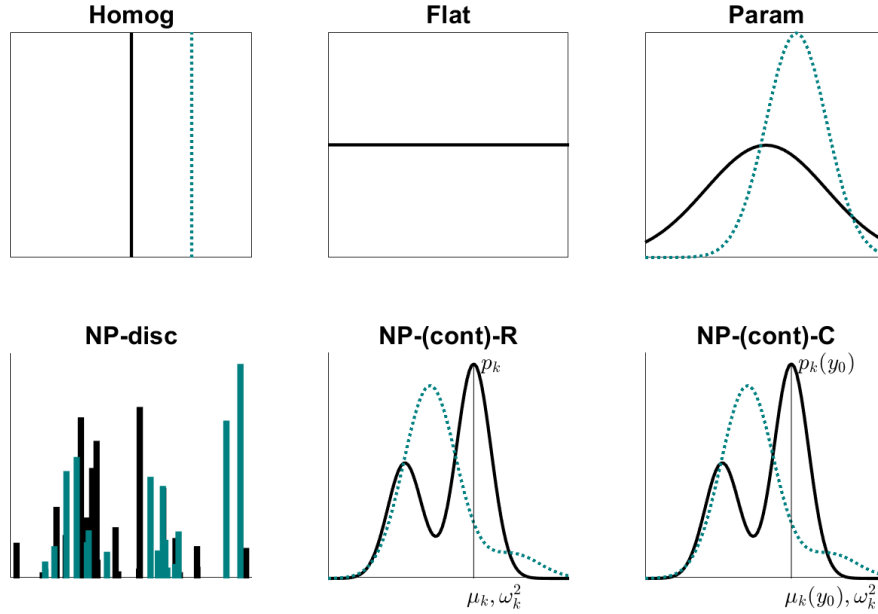 Homog
Flat
Param
NP-disc
NP-(cont)-R
NP-(cont)-C
p_k
p_k(y_0)
μ_k, ω_k^2
μ_k(y_0), ω_k^2